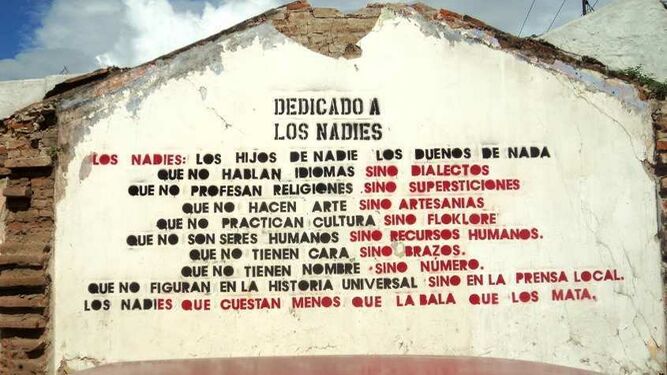 DEDICADO A
LOS NADIES
LOS NADIES: LOS HIJOS DE NADIE LOS DUENOS DE NADA
QUE NO HABLAN IDIOMAS SINO DIALECTOS
QUE NO PROFESAN RELIGIONES SINO SUPERSTICIONES
QUE NO HACEN ARTE SINO ARTESANIAS
QUE NO PRACTICAN CULTURA SINO FLOKLORE
QUE NO SON SERES HUMANOS SINO RECURSOS HUMANOS.
QUE NO TIENEN CARA SINO BRAZOS.
QUE NO TIENEN NOMBRE SINO NÚMERO.
QUE NO FIGURAN EN LA HISTORIA UNIVERSAL SINO EN LA PRENSA LOCAL.
LOS NADIES QUE CUESTAN MENOS QUE LA BALA QUE LOS MATA.